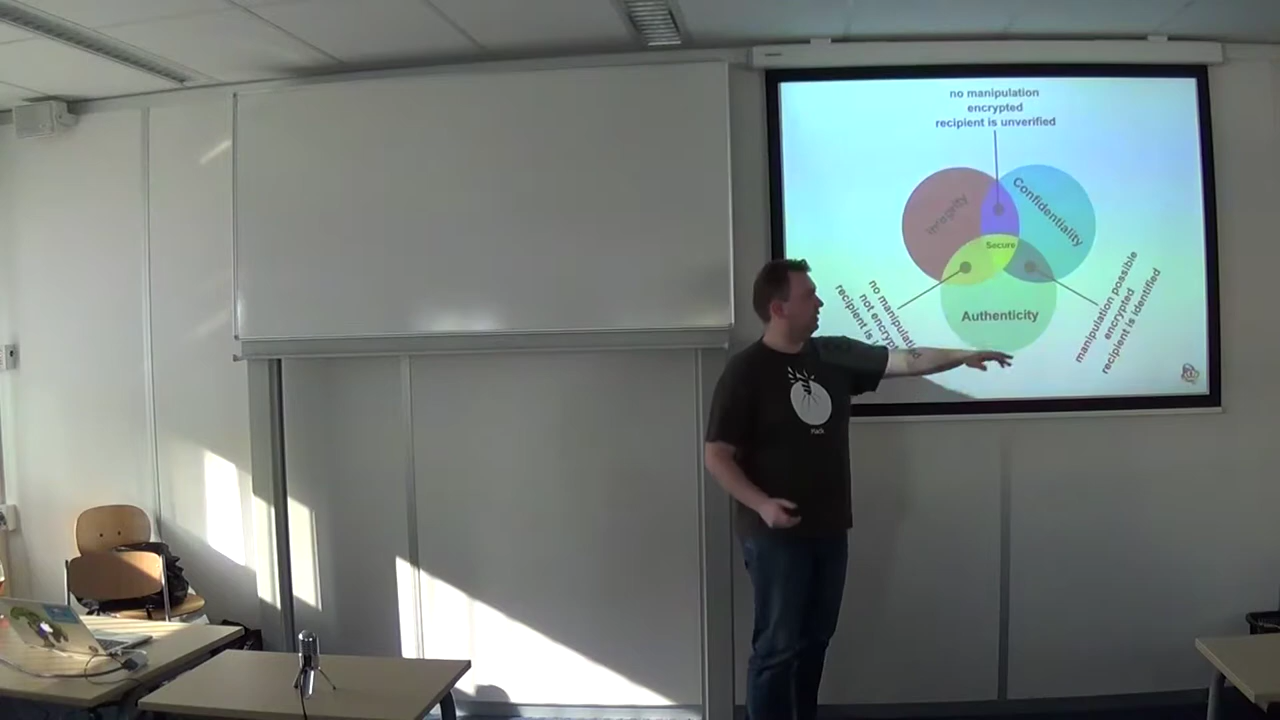 no manipulation
encrypted
recipient is unverified
Integrity
Confidentiality
Secure
Authenticity
no manipulation
not
recipient is
manipulation possible
encrypted
recipient is identified
Hack